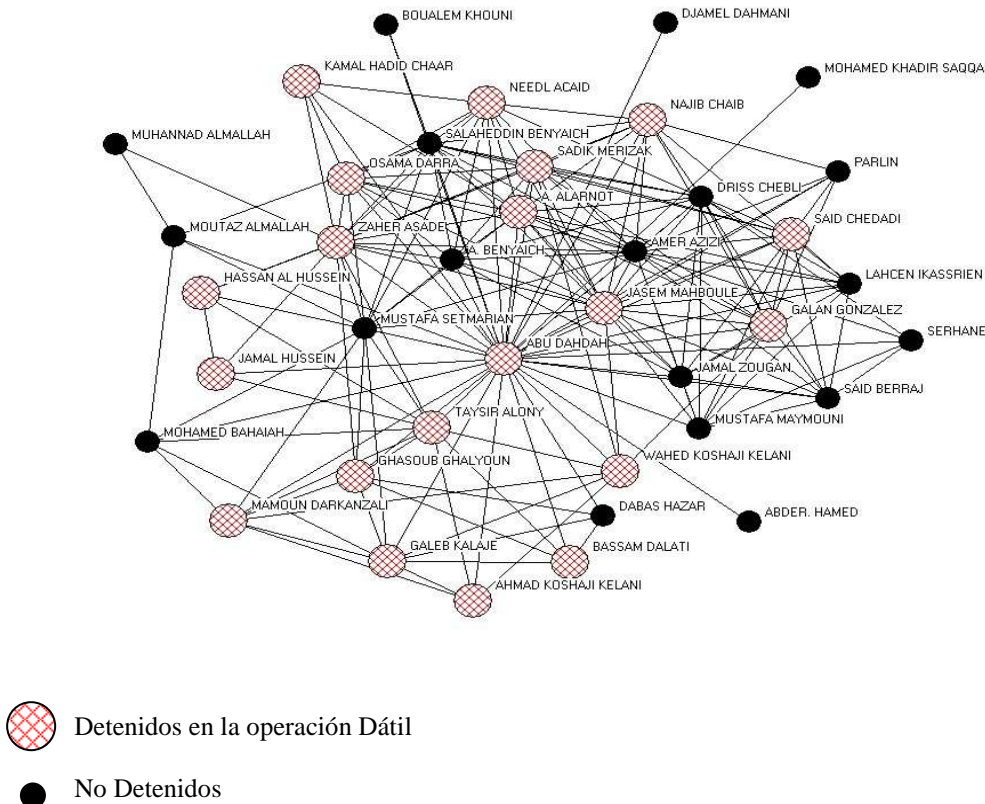 BOUALEM KHOUNI
DJAMEL DAHMANI
KAMAL HADID CHAAR
MOHAMED KHADIR SAQQA
NEEDL ACAID
NAJIB CHAIB
MUHANNAD ALMALLAH
SALAHEDDIN BENYAICH
SADIK MERIZAK
OSAMA DARRA
PARLIN
DRISS CHEBLI
A. ALARNOT
ZAHER ASADE
SAID CHEDADI
MOUTAZ ALMALLAH
A. BENYAICH
AMER AZIZI
HASSAN AL HUSSEIN
LAHCEN IKASSRIEN
JASEM MAHBOULE
GALAN GONZALEZ
MUSTAFA SETMARIAN
SERHANE
ABU DAHDAH
JAMAL HUSSEIN
JAMAL ZOUGAN
SAID BERRAJ
TAYSIR ALONY
MUSTAFA MAYMOUNI
MOHAMED BAHAIAH
GHASOUB GHALYOUN
WAHED KOSHAJI KELANI
MAMOUN DARKANZALI
DABAS HAZAR
ABDER. HAMED
GALEB KALAJE
BASSAM DALATI
AHMAD KOSHAJI KELANI
Detenidos en la operación Dátil
No Detenidos